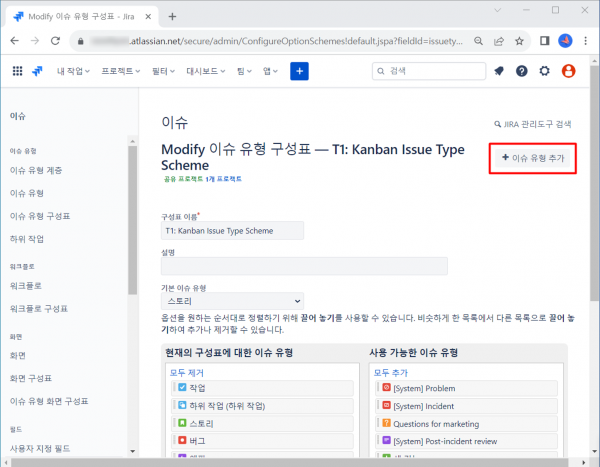 Modify 이슈 유형 구성표 - Jira
.atlassian.net/secure/admin/ConfigureOptionSchemes!default.jspa?fieldId=issuety...
내 작업
프로젝트
필터
대시보드
팀
앱
검색
이슈
이슈 유형
이슈 유형 계층
이슈 유형
이슈 유형 구성표
하위 작업
워크플로
워크플로
워크플로 구성표
화면
화면
화면 구성표
이슈 유형 화면 구성표
필드
사용자 지정 필드
이슈
JIRA 관리도구 검색
Modify 이슈 유형 구성표 — T1: Kanban Issue Type
Scheme
이슈 유형 추가
공유 프로젝트 1개 프로젝트
구성표 이름*
T1: Kanban Issue Type Scheme
설명
기본 이슈 유형
스토리
옵션을 원하는 순서대로 정렬하기 위해 끌어 놓기를 사용할 수 있습니다. 비슷하게 한 목록에서 다른 목록으로 끌어 놓
기하여 추가나 제거할 수 있습니다.
현재의 구성표에 대한 이슈 유형
모두 제거
작업
하위 작업 (하위 작업)
스토리
버그
사용 가능한 이슈 유형
모두 추가
[System] Problem
[System] Incident
Questions for marketing
[System] Post-incident review